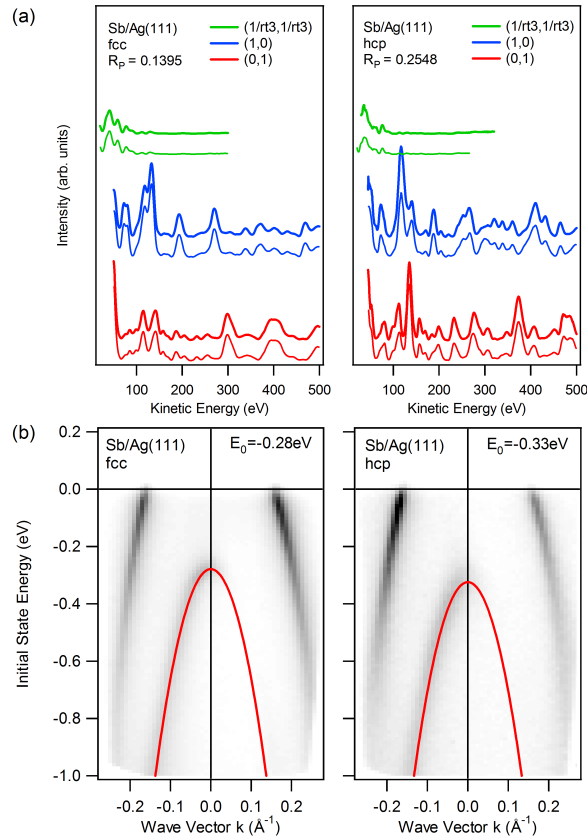 (a)
Sb/Ag(111)
fcc
R_P = 0.1395
(1/rt3,1/rt3)
(1,0)
(0,1)
Sb/Ag(111)
hcp
R_P = 0.2548
(1/rt3,1/rt3)
(1,0)
(0,1)
Intensity (arb. units)
100 200 300 400 500
Kinetic Energy (eV)
100 200 300 400 500
Kinetic Energy (eV)
(b)
Sb/Ag(111)
fcc
E_0=-0.28eV
Sb/Ag(111)
hcp
E_0=-0.33eV
Initial State Energy (eV)
0.2
0.0
-0.2
-0.4
-0.6
-0.8
-1.0
-0.2 -0.1 0.0 0.1 0.2
Wave Vector k (Å⁻¹)
-0.2 -0.1 0.0 0.1 0.2
Wave Vector k (Å⁻¹)